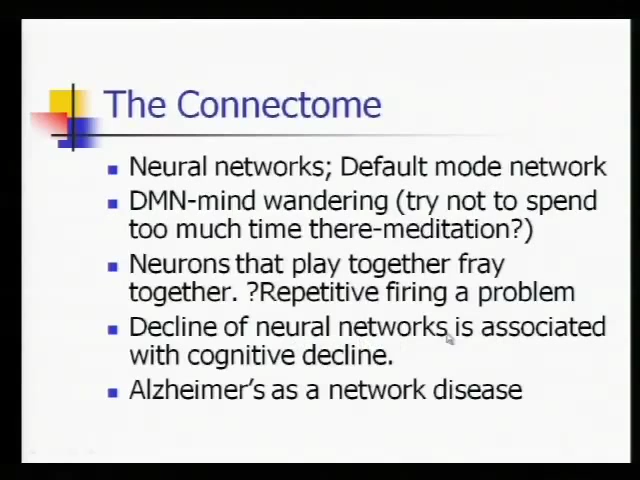 The Connectome
Neural networks; Default mode network
DMN-mind wandering (try not to spend
too much time there-meditation?)
Neurons that play together fray
together. ?Repetitive firing a problem
Decline of neural networks is associated
with cognitive decline.
Alzheimer's as a network disease